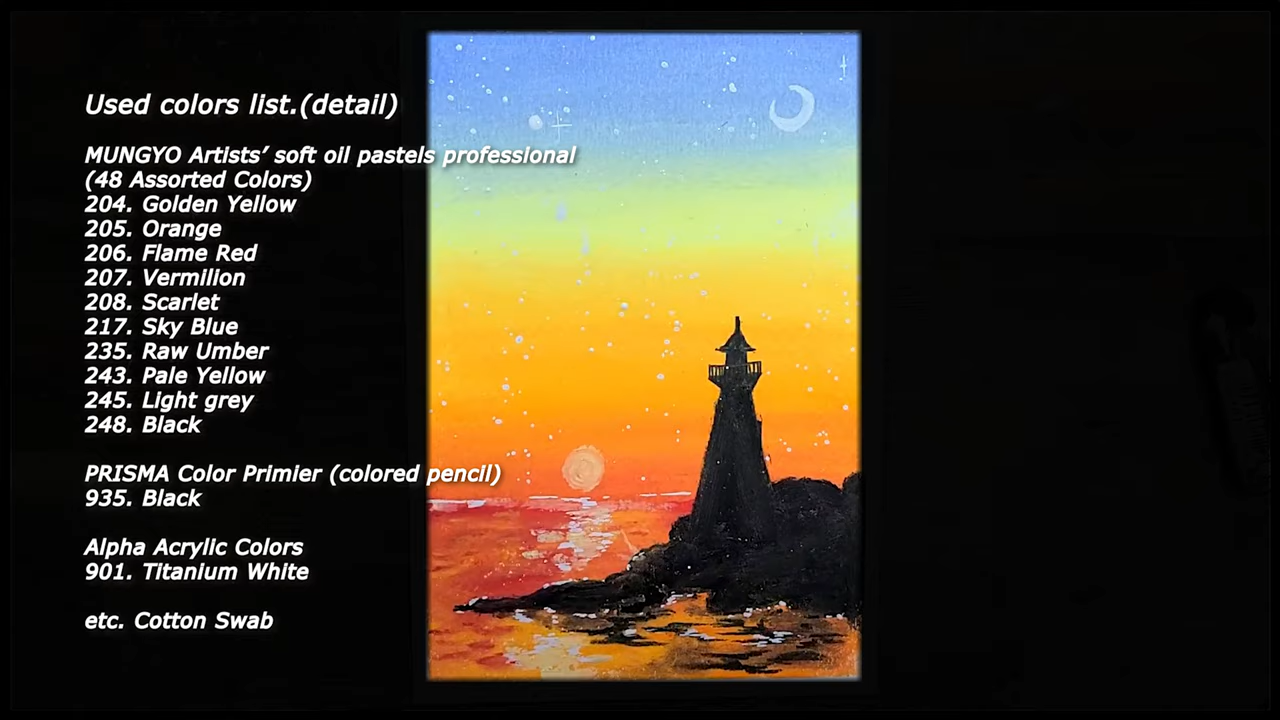 Used colors list.(detail)
MUNGYO Artists’ soft oil pastels professional
(48 Assorted Colors)
204. Golden Yellow
205. Orange
206. Flame Red
207. Vermilion
208. Scarlet
217. Sky Blue
235. Raw Umber
243. Pale Yellow
245. Light grey
248. Black
PRISMA Color Primier (colored pencil)
935. Black
Alpha Acrylic Colors
901. Titanium White
etc. Cotton Swab